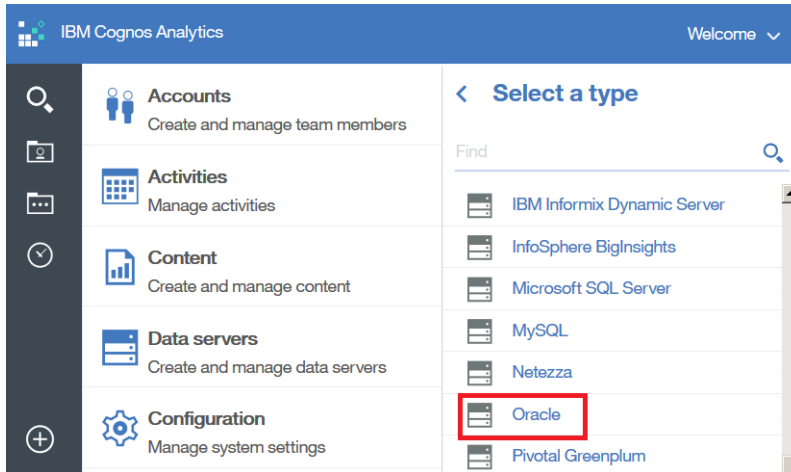 IBM Cognos Analytics
Welcome
Accounts
Create and manage team members
Activities
Manage activities
Content
Create and manage content
Data servers
Create and manage data servers
Configuration
Manage system settings
Select a type
Find
IBM Informix Dynamic Server
InfoSphere BigInsights
Microsoft SQL Server
MySQL
Netezza
Oracle
Pivotal Greenplum